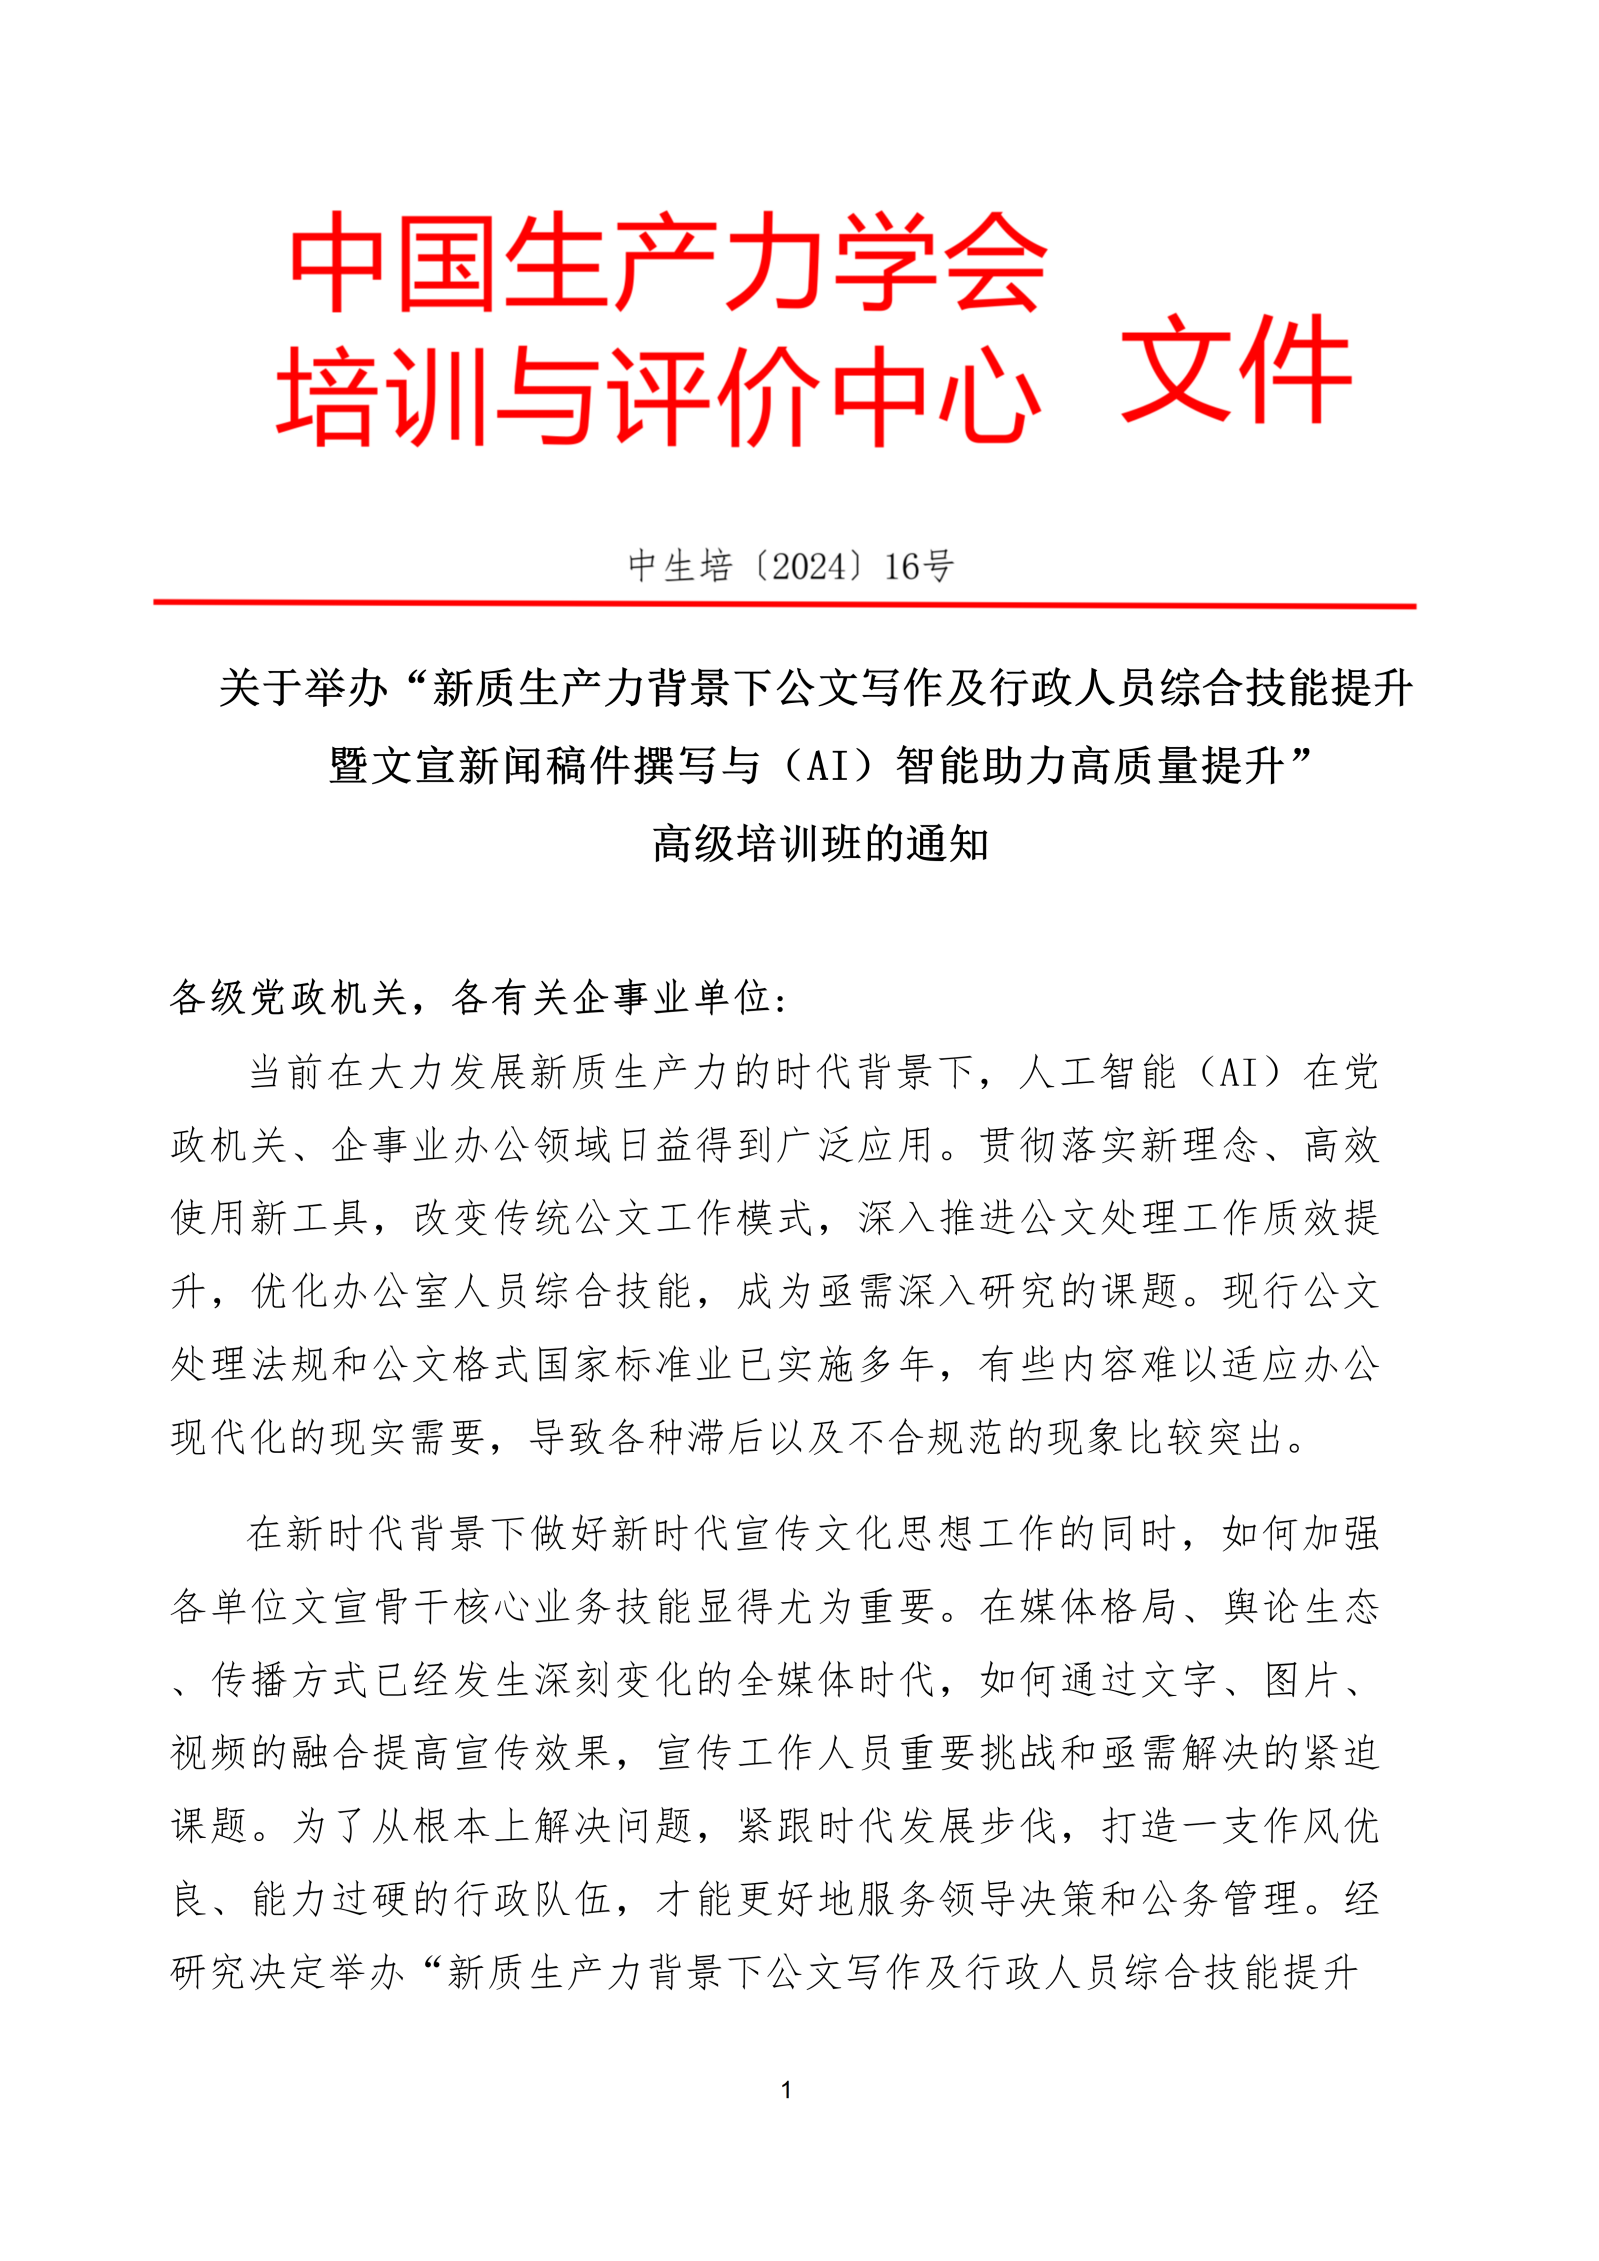 中国生产力学会
培训与评价中心 文件
中生培〔2024〕16号
关于举办“新质生产力背景下公文写作及行政人员综合技能提升
暨文宣新闻稿件撰写与（AI）智能助力高质量提升”
高级培训班的通知
各级党政机关，各有关企事业单位：
当前在大力发展新质生产力的时代背景下，人工智能（AI）在党
政机关、企事业办公领域日益得到广泛应用。贯彻落实新理念、高效
使用新工具，改变传统公文工作模式，深入推进公文处理工作质效提
升，优化办公室人员综合技能，成为亟需深入研究的课题。现行公文
处理法规和公文格式国家标准业已实施多年，有些内容难以适应办公
现代化的现实需要，导致各种滞后以及不合规范的现象比较突出。
在新时代背景下做好新时代宣传文化思想工作的同时，如何加强
各单位文宣骨干核心业务技能显得尤为重要。在媒体格局、舆论生态
、传播方式已经发生深刻变化的全媒体时代，如何通过文字、图片、
视频的融合提高宣传效果，宣传工作人员重要挑战和亟需解决的紧迫
课题。为了从根本上解决问题，紧跟时代发展步伐，打造一支作风优
良、能力过硬的行政队伍，才能更好地服务领导决策和公务管理。经
研究决定举办“新质生产力背景下公文写作及行政人员综合技能提升
1